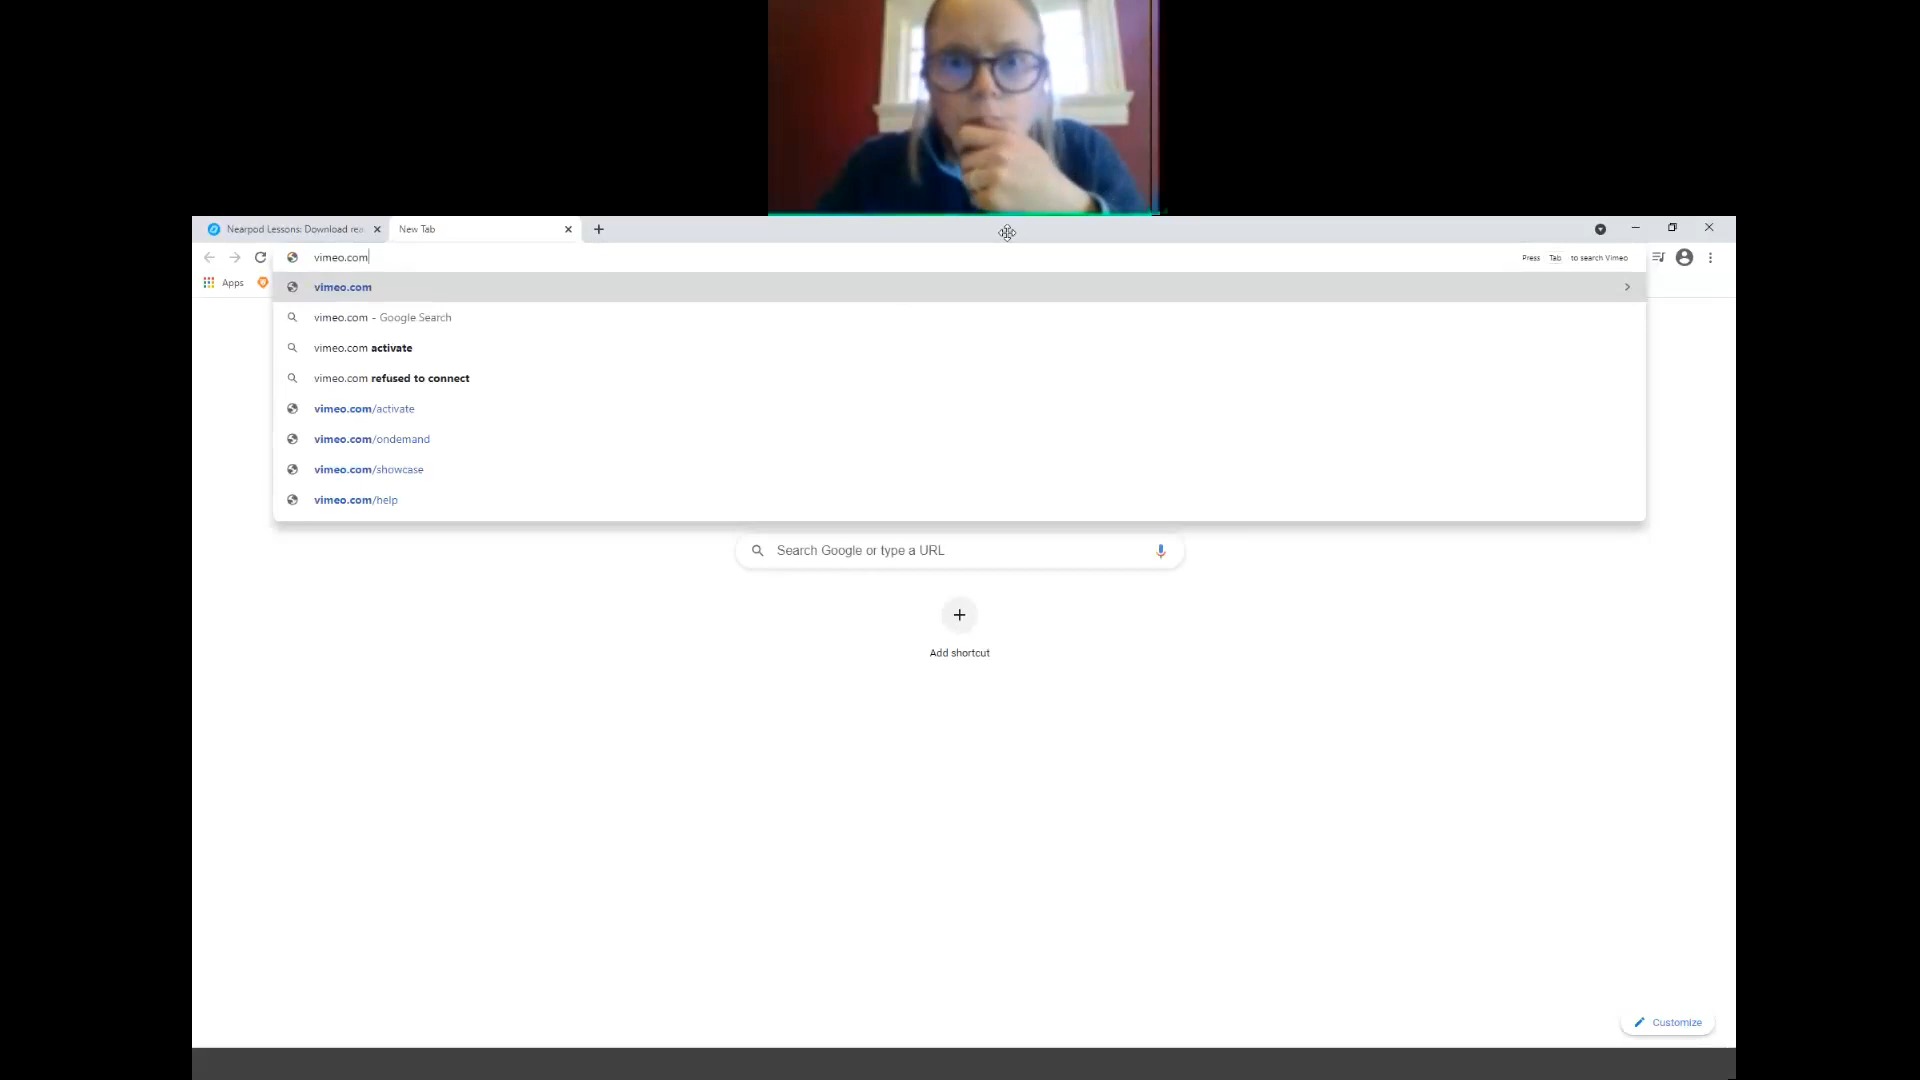 Nearpod Lessons: Download rea
New Tab
vimeo.com
Press Tab to search Vimeo
Apps
vimeo.com
vimeo.com - Google Search
vimeo.com activate
vimeo.com refused to connect
vimeo.com/activate
vimeo.com/ondemand
vimeo.com/showcase
vimeo.com/help
Search Google or type a URL
Add shortcut
Customize